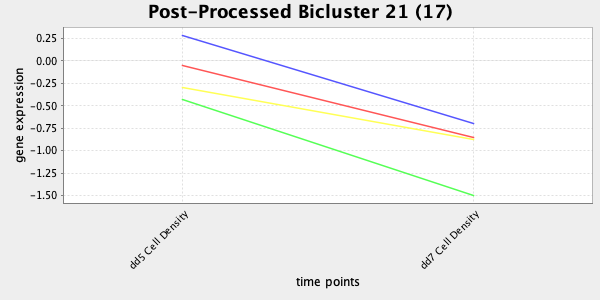 Post-Processed Bicluster 21 (17)
gene expression
0.25
0.00
-0.25
-0.50
-0.75
-1.00
-1.25
-1.50
dd5 Cell Density
dd7 Cell Density
time points